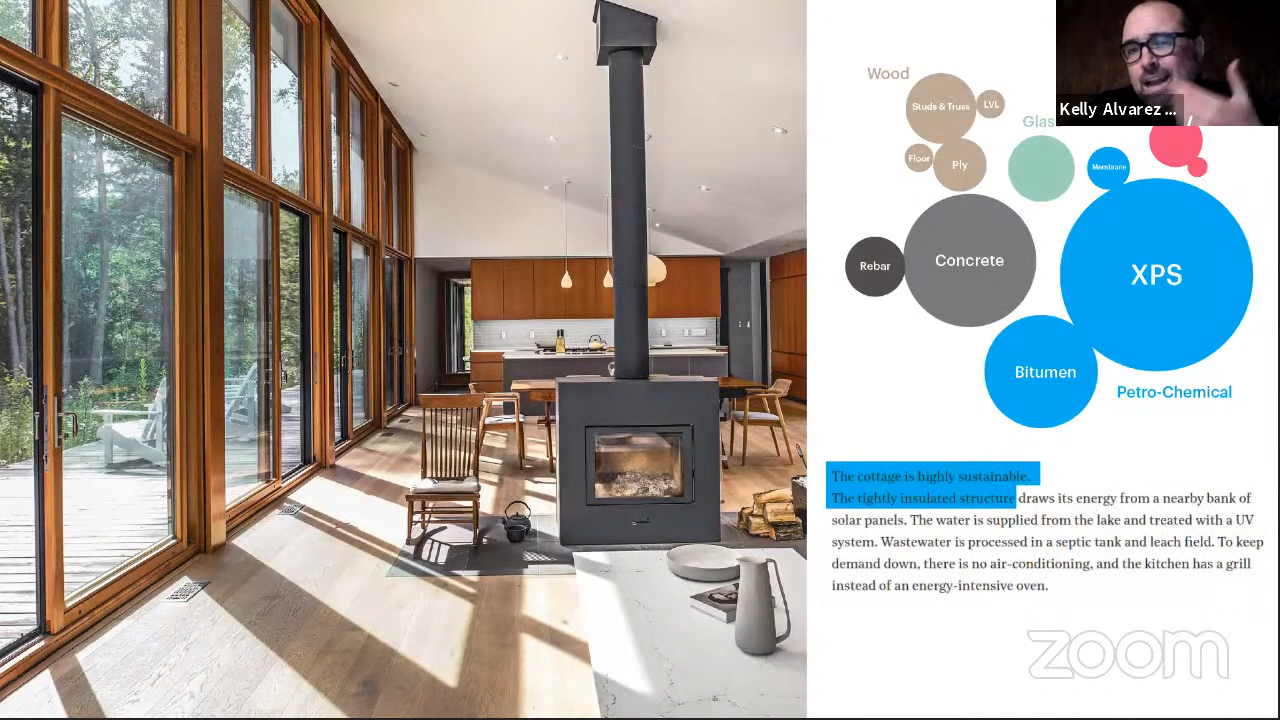 Wood
Studs & Truss
LVL
Kelly Alvarez ...
Glas
Floor
Ply
Membrane
Rebar
Concrete
XPS
Bitumen
Petro-Chemical
The cottage is highly sustainable.
The tightly insulated structure draws its energy from a nearby bank of
solar panels. The water is supplied from the lake and treated with a UV
system. Wastewater is processed in a septic tank and leach field. To keep
demand down, there is no air-conditioning, and the kitchen has a grill
instead of an energy-intensive oven.
zoom